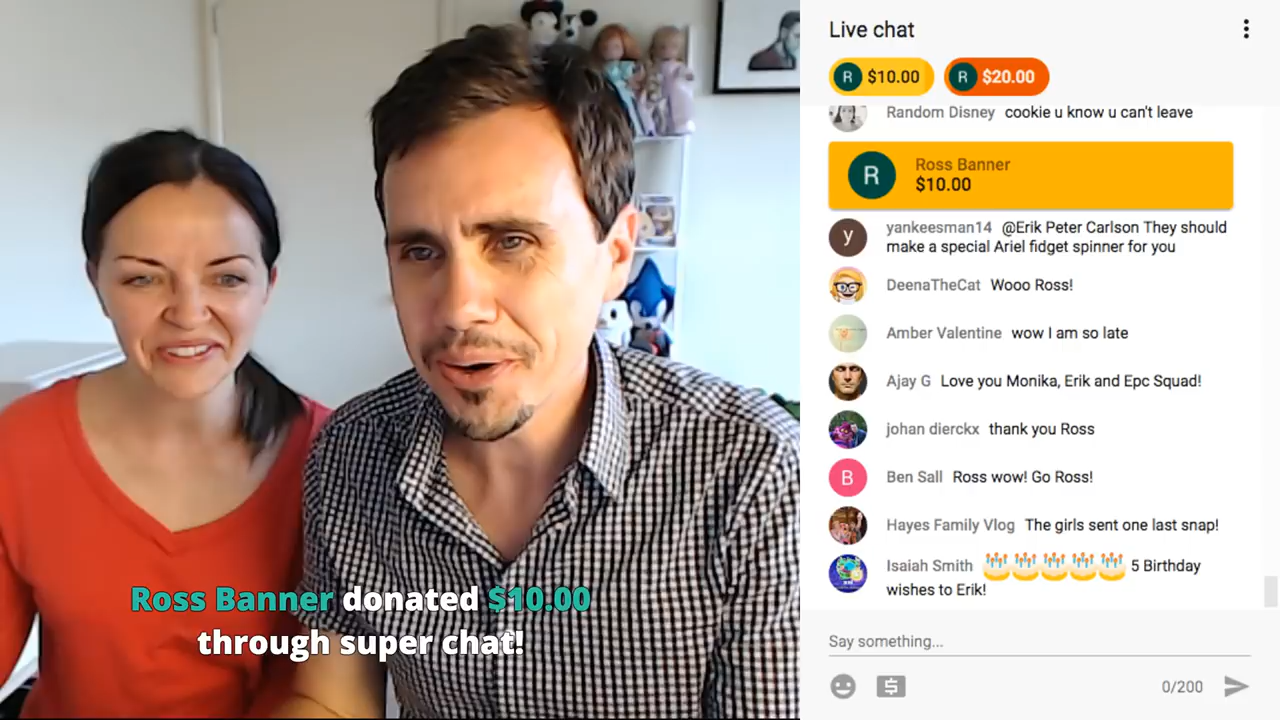 Live chat
R $10.00 R $20.00
Random Disney cookie u know u can't leave
R Ross Banner
$10.00
y yankeesman14 @Erik Peter Carlson They should
make a special Ariel fidget spinner for you
DeenaTheCat Wooo Ross!
Amber Valentine wow I am so late
Ajay G Love you Monika, Erik and Epc Squad!
johan dierckx thank you Ross
B Ben Sall Ross wow! Go Ross!
Hayes Family Vlog The girls sent one last snap!
Isaiah Smith 🎂🎂🎂🎂🎂 5 Birthday
wishes to Erik!
Say something...
$ 0/200
Ross Banner donated $10.00
through super chat!